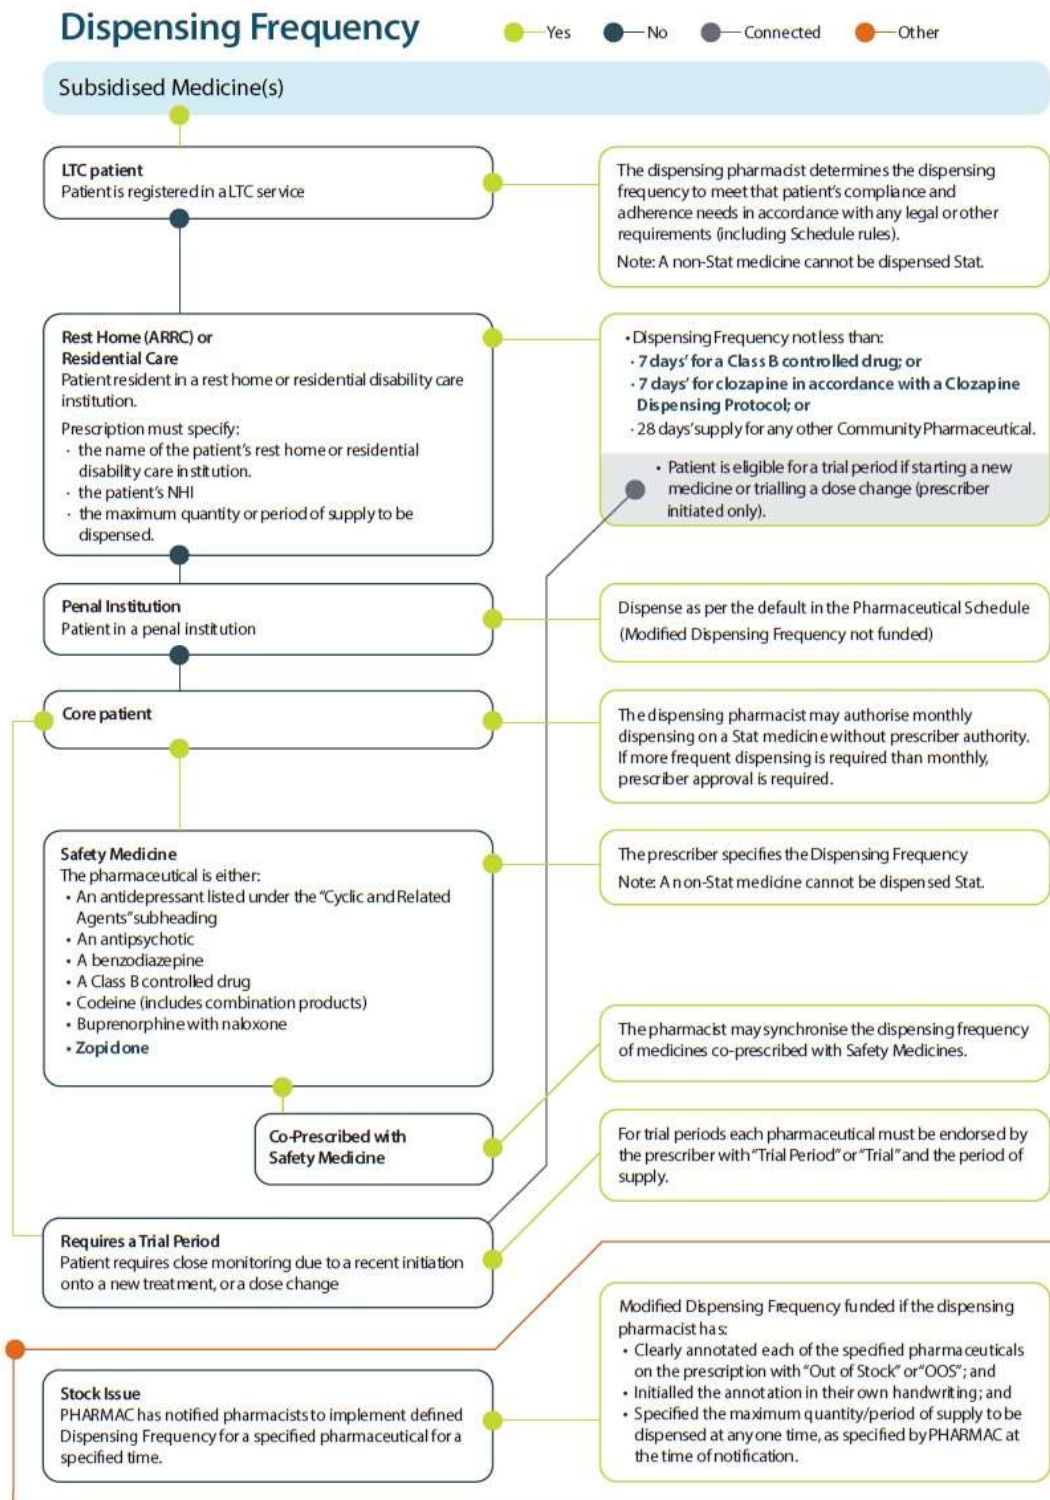 Dispensing Frequency
Yes
No
Connected
Other
Subsidised Medicine(s)
LTC patient
Patient is registered in a LTC service
The dispensing pharmacist determines the dispensing
frequency to meet that patient's compliance and
adherence needs in accordance with any legal or other
requirements (including Schedule rules).
Note: A non-Stat medicine cannot be dispensed Stat.
Rest Home (ARRC) or
Residential Care
Patient resident in a rest home or residential disability care
institution.
Prescription must specify:
· the name of the patient's rest home or residential
disability care institution.
· the patient's NHI
· the maximum quantity or period of supply to be
dispensed.
• Dispensing Frequency not less than:
· 7 days' for a Class B controlled drug; or
· 7 days' for clozapine in accordance with a Clozapine
Dispensing Protocol; or
· 28 days' supply for any other Community Pharmaceutical.
• Patient is eligible for a trial period if starting a new
medicine or trialling a dose change (prescriber
initiated only).
Penal Institution
Patient in a penal institution
Dispense as per the default in the Pharmaceutical Schedule
(Modified Dispensing Frequency not funded)
Core patient
The dispensing pharmacist may authorise monthly
dispensing on a Stat medicine without prescriber authority.
If more frequent dispensing is required than monthly,
prescriber approval is required.
Safety Medicine
The pharmaceutical is either:
• An antidepressant listed under the "Cyclic and Related
Agents" subheading
• An antipsychotic
• A benzodiazepine
• A Class B controlled drug
• Codeine (includes combination products)
• Buprenorphine with naloxone
• Zopidone
The prescriber specifies the Dispensing Frequency
Note: A non-Stat medicine cannot be dispensed Stat.
The pharmacist may synchronise the dispensing frequency
of medicines co-prescribed with Safety Medicines.
Co-Prescribed with
Safety Medicine
For trial periods each pharmaceutical must be endorsed by
the prescriber with "Trial Period" or "Trial" and the period of
supply.
Requires a Trial Period
Patient requires close monitoring due to a recent initiation
onto a new treatment, or a dose change
Stock Issue
PHARMAC has notified pharmacists to implement defined
Dispensing Frequency for a specified pharmaceutical for a
specified time.
Modified Dispensing Frequency funded if the dispensing
pharmacist has:
• Clearly annotated each of the specified pharmaceuticals
on the prescription with "Out of Stock" or "OOS"; and
• Initialled the annotation in their own handwriting; and
• Specified the maximum quantity/period of supply to be
dispensed at any one time, as specified by PHARMAC at
the time of notification.